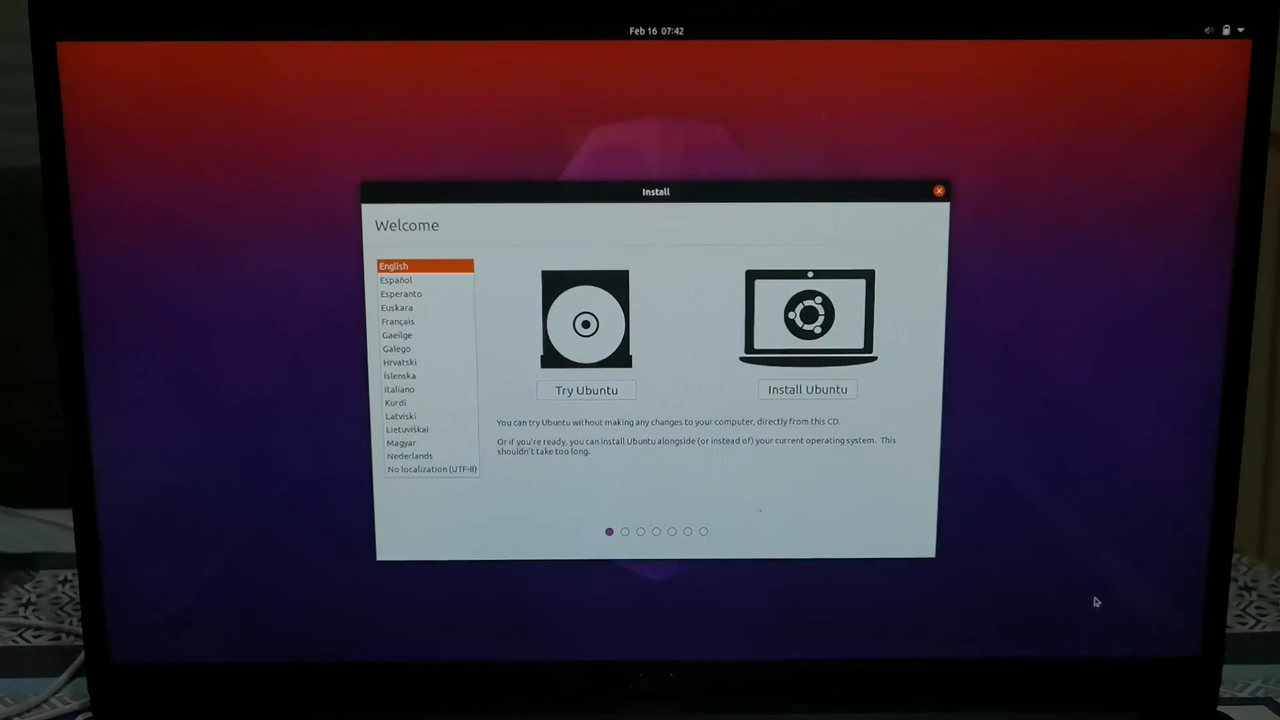 Feb 16 07:42
Install
Welcome
English
Español
Esperanto
Euskara
Français
Gaeilge
Galego
Hrvatski
Íslenska
Italiano
Kurdî
Latviski
Lietuviškai
Magyar
Nederlands
No localization (UTF-8)
Try Ubuntu
Install Ubuntu
You can try Ubuntu without making any changes to your computer, directly from this CD.
Or if you're ready, you can install Ubuntu alongside (or instead of) your current operating system. This
shouldn't take too long.